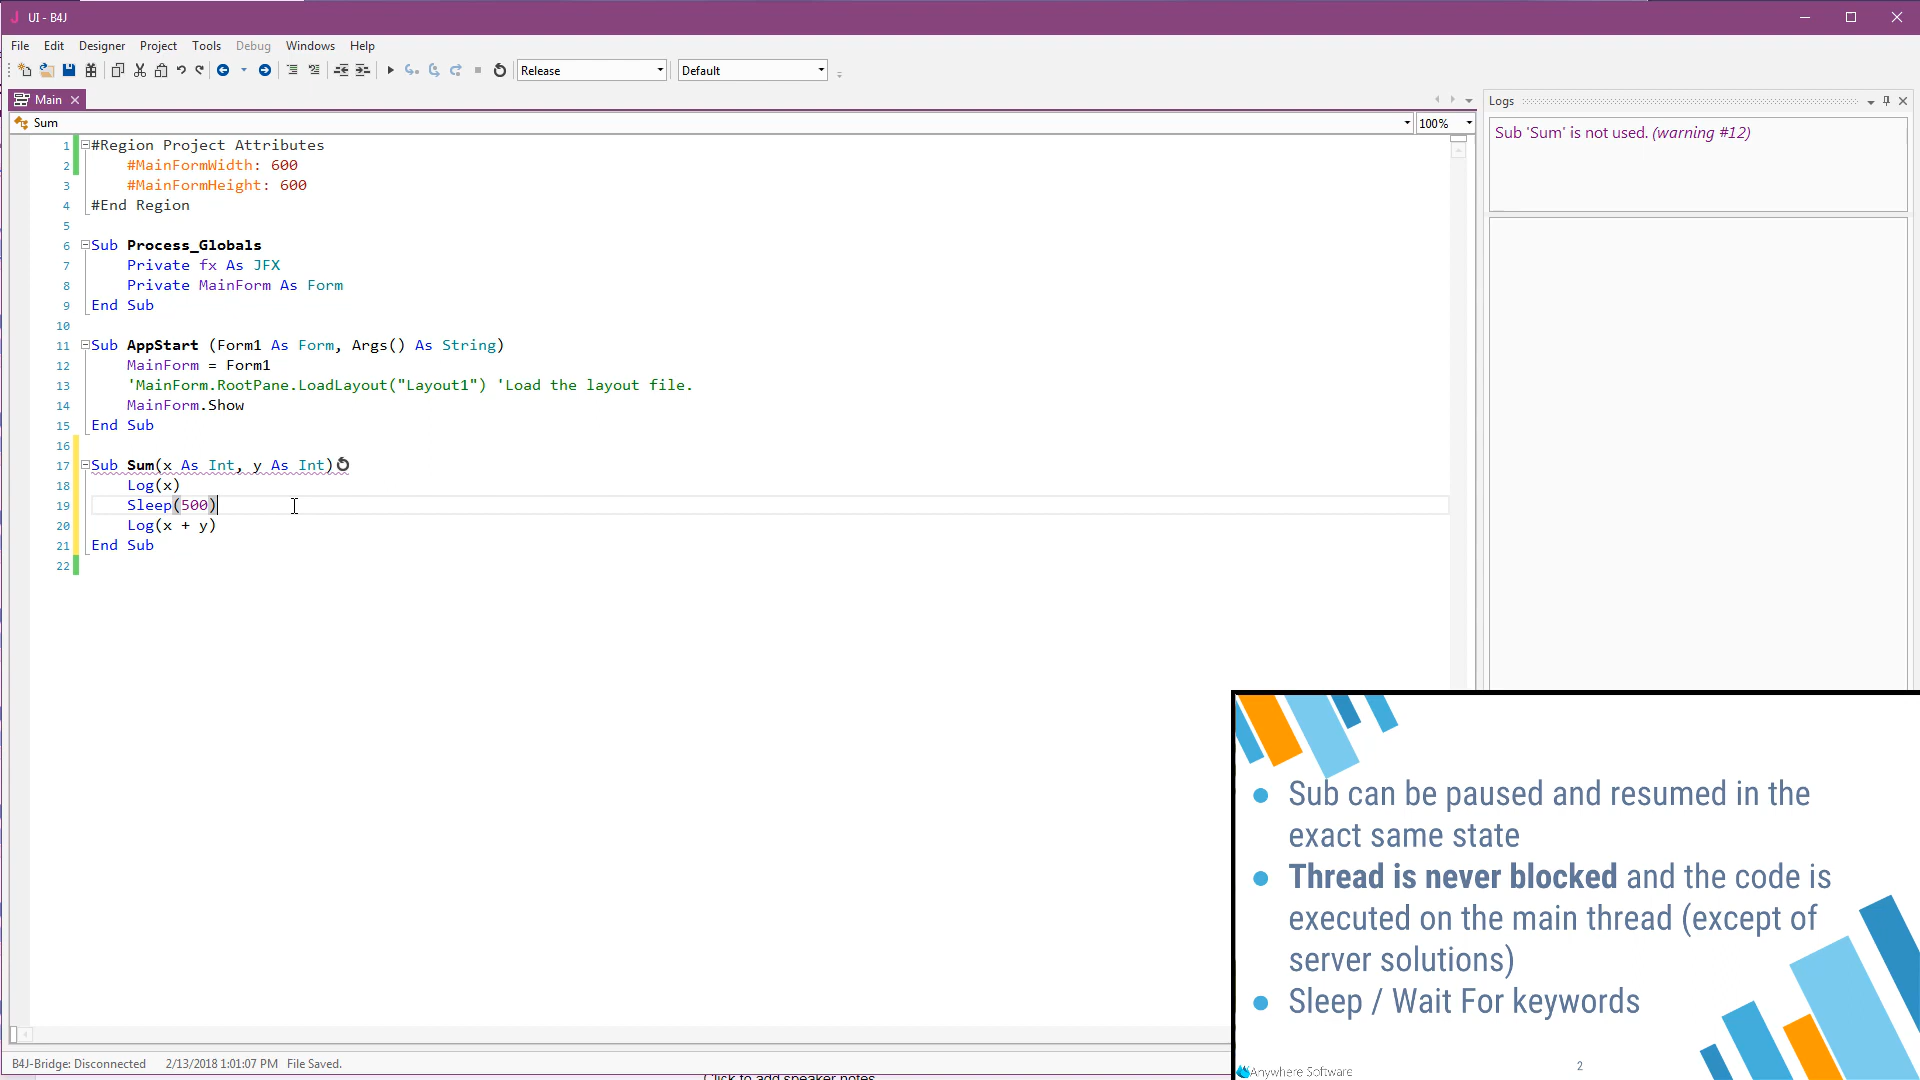 UI - B4J
File Edit Designer Project Tools Debug Windows Help
Release Default
Main
Logs
Sum 100%
Sub 'Sum' is not used. (warning #12)
1 #Region Project Attributes
2 #MainFormWidth: 600
3 #MainFormHeight: 600
4 #End Region
5
6 Sub Process_Globals
7 Private fx As JFX
8 Private MainForm As Form
9 End Sub
10
11 Sub AppStart (Form1 As Form, Args() As String)
12 MainForm = Form1
13 'MainForm.RootPane.LoadLayout("Layout1") 'Load the layout file.
14 MainForm.Show
15 End Sub
16
17 Sub Sum(x As Int, y As Int)
18 Log(x)
19 Sleep(500)
20 Log(x + y)
21 End Sub
22
• Sub can be paused and resumed in the
exact same state
• Thread is never blocked and the code is
executed on the main thread (except of
server solutions)
• Sleep / Wait For keywords
Anywhere Software
2
B4J-Bridge: Disconnected 2/13/2018 1:01:07 PM File Saved.
Click to add speaker notes